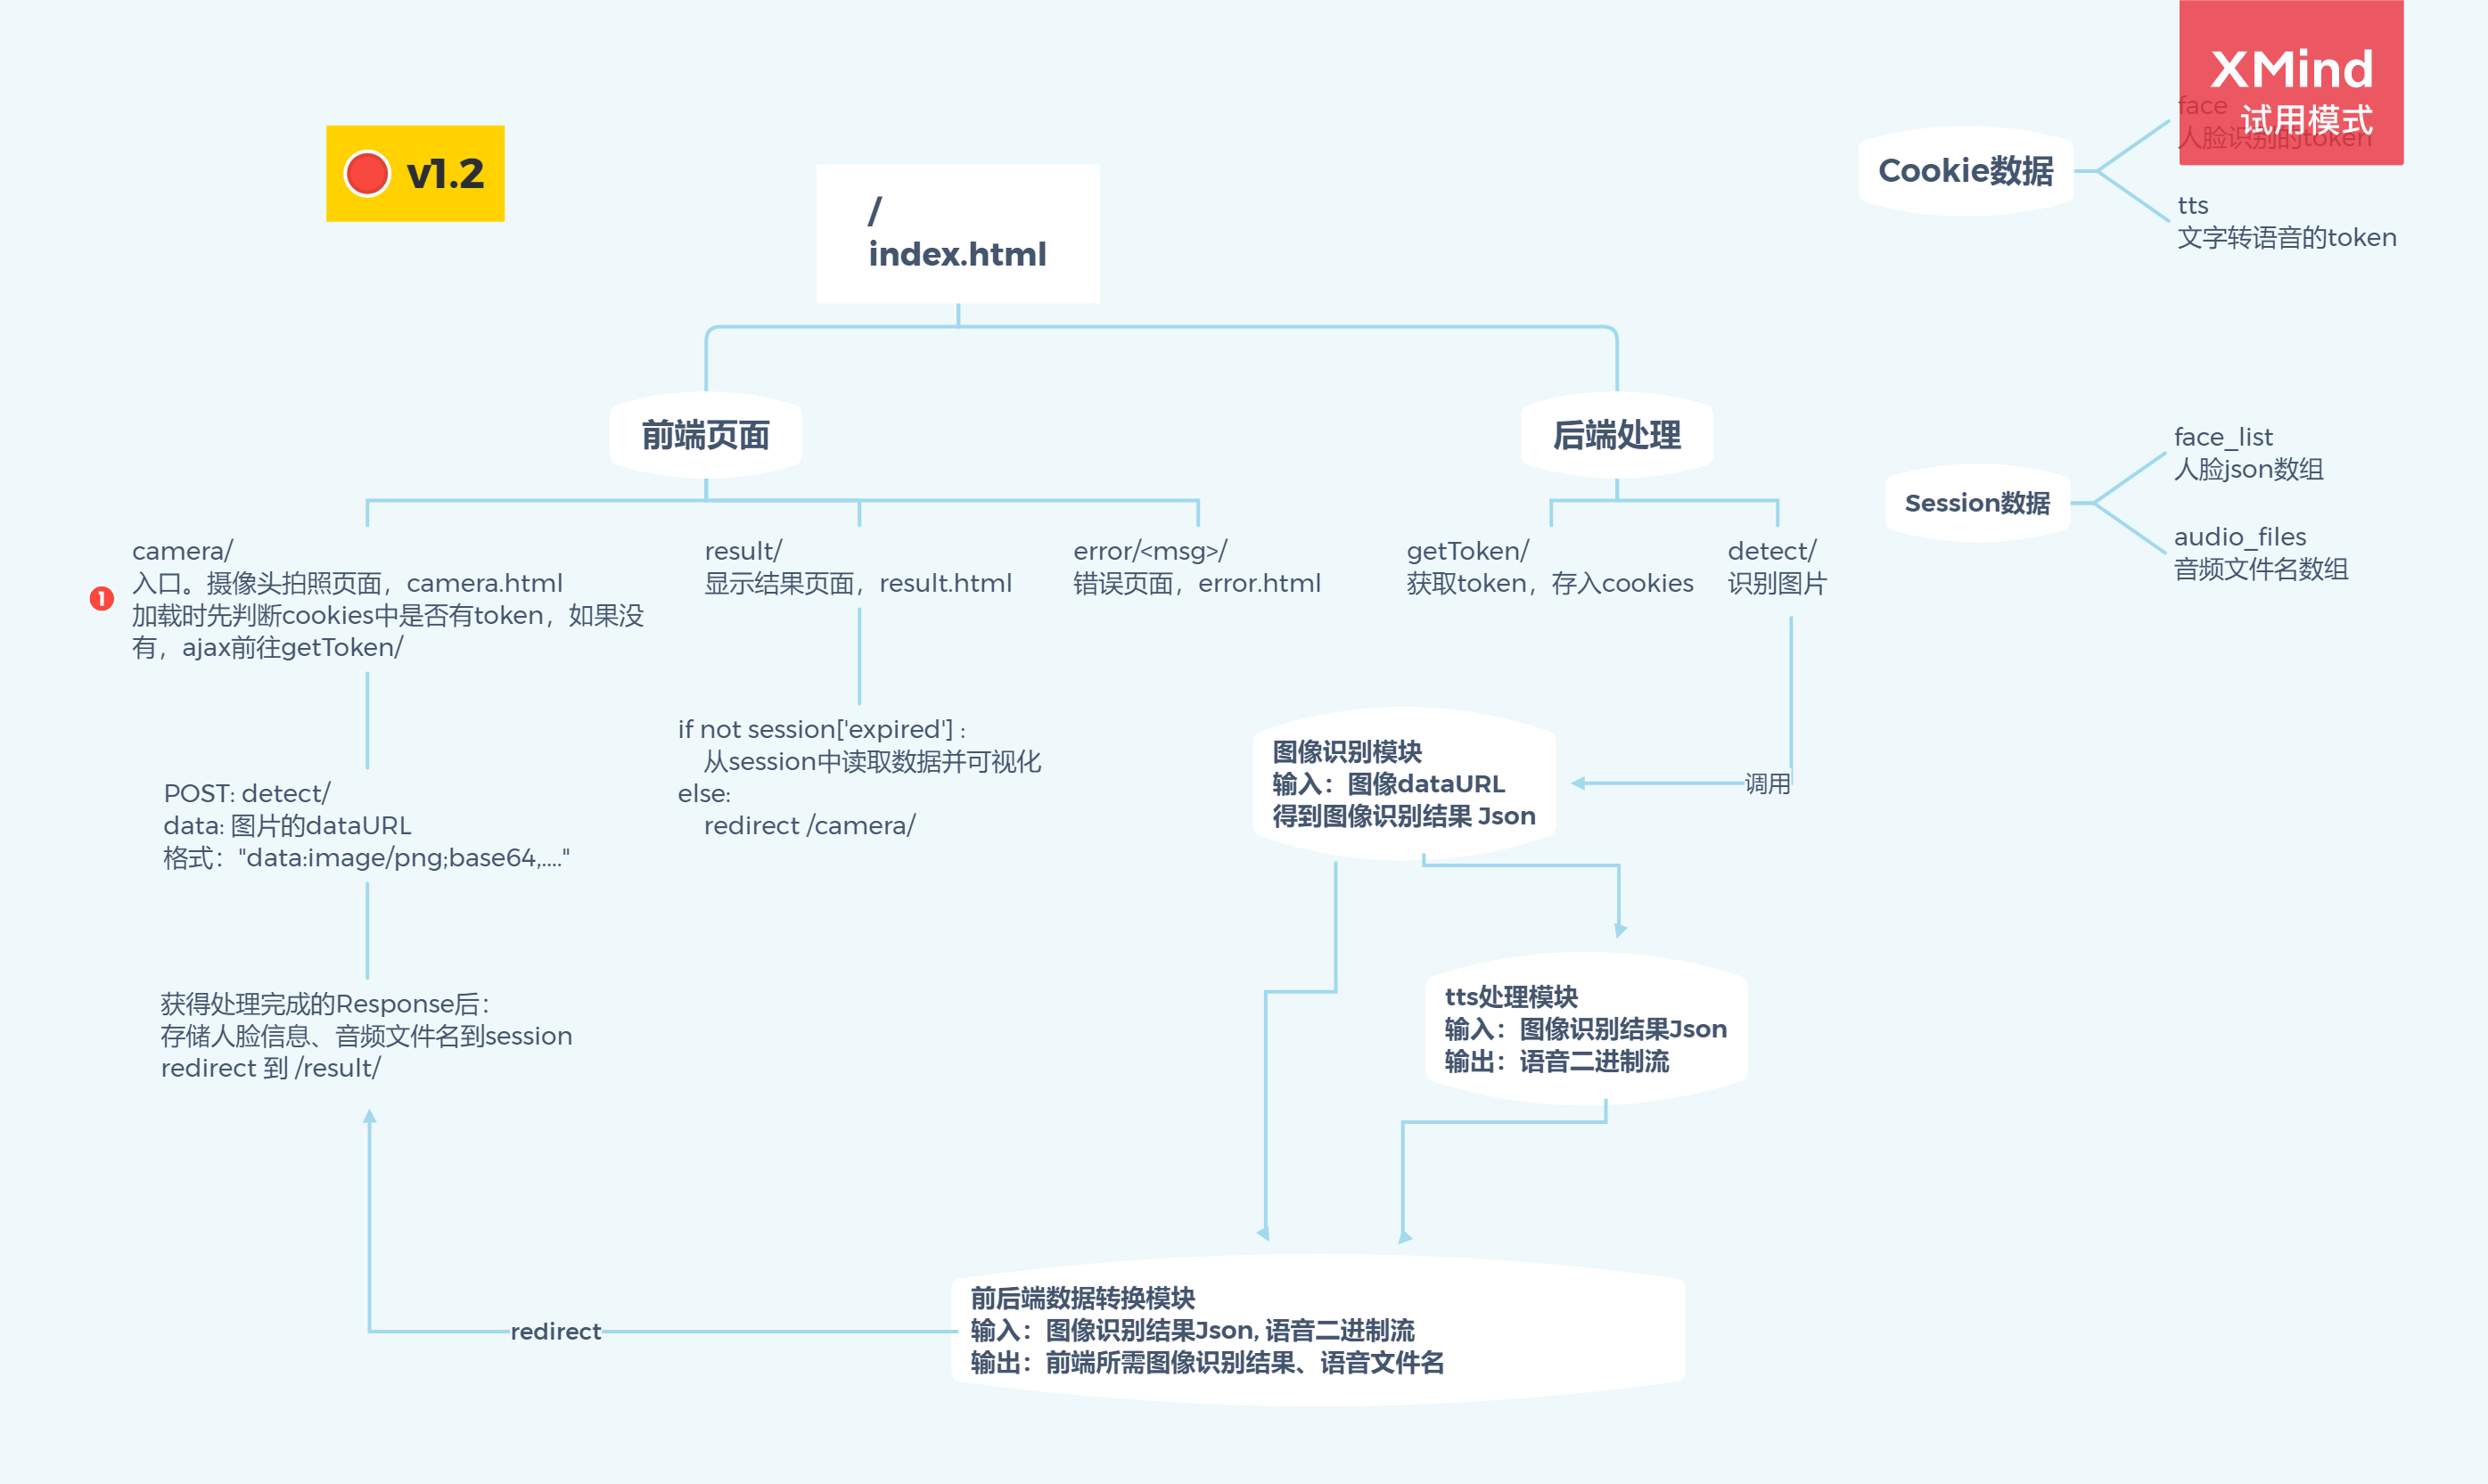 XMind
试用模式
v1.2
/
index.html
Cookie数据
face
人脸识别的token
tts
文字转语音的token
前端页面
后端处理
Session数据
face_list
人脸json数组
audio_files
音频文件名数组
1
camera/
入口。摄像头拍照页面，camera.html
加载时先判断cookies中是否有token，如果没
有，ajax前往getToken/
result/
显示结果页面，result.html
error/<msg>/
错误页面，error.html
getToken/
获取token，存入cookies
detect/
识别图片
POST: detect/
data: 图片的dataURL
格式："data:image/png;base64,...."
if not session['expired'] :
从session中读取数据并可视化
else:
redirect /camera/
图像识别模块
输入：图像dataURL
得到图像识别结果 Json
调用
获得处理完成的Response后：
存储人脸信息、音频文件名到session
redirect 到 /result/
tts处理模块
输入：图像识别结果Json
输出：语音二进制流
redirect
前后端数据转换模块
输入：图像识别结果Json, 语音二进制流
输出：前端所需图像识别结果、语音文件名